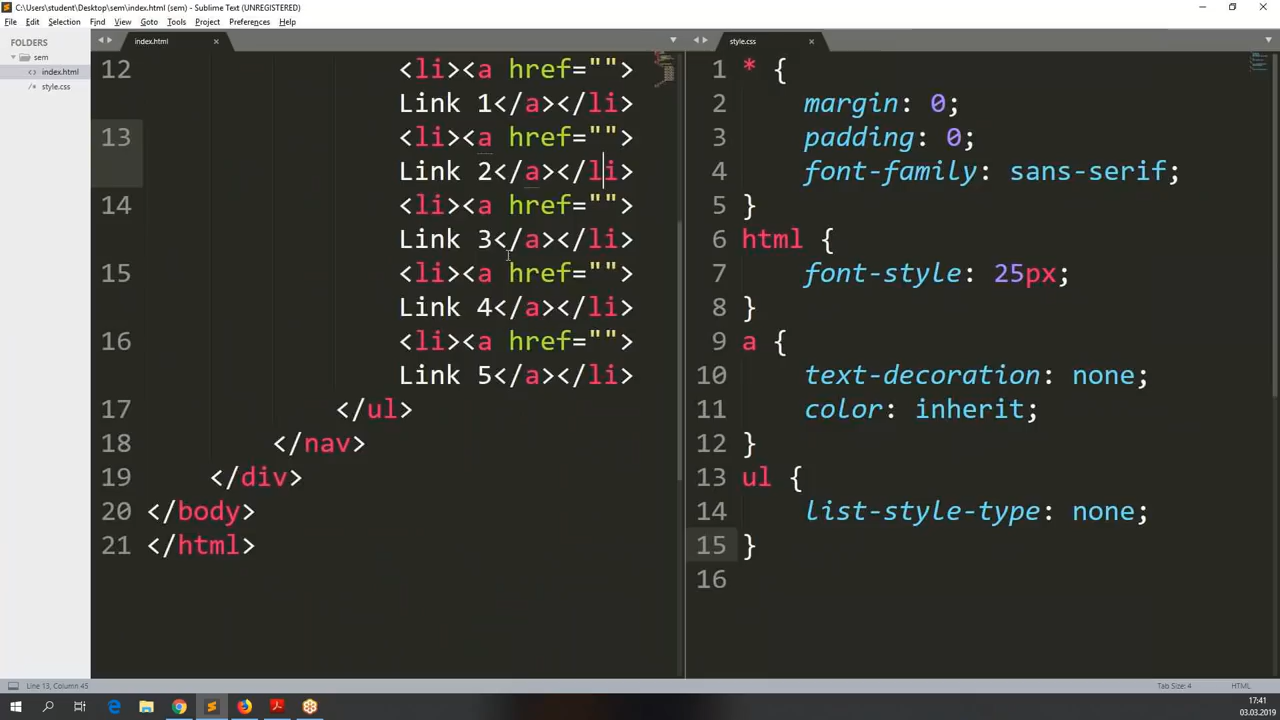 C:\Users\student\Desktop\sem\index.html (sem) - Sublime Text (UNREGISTERED)
File Edit Selection Find View Goto Tools Project Preferences Help
FOLDERS
sem
<> index.html
/* style.css
index.html ×
12 <li><a href="">
Link 1</a></li>
13 <li><a href="">
Link 2</a></li>
14 <li><a href="">
Link 3</a></li>
15 <li><a href="">
Link 4</a></li>
16 <li><a href="">
Link 5</a></li>
17 </ul>
18 </nav>
19 </div>
20 </body>
21 </html>
style.css ×
1 * {
2 margin: 0;
3 padding: 0;
4 font-family: sans-serif;
5 }
6 html {
7 font-style: 25px;
8 }
9 a {
10 text-decoration: none;
11 color: inherit;
12 }
13 ul {
14 list-style-type: none;
15 }
16
Line 13, Column 45
Tab Size: 4 HTML
17:41
03.03.2019